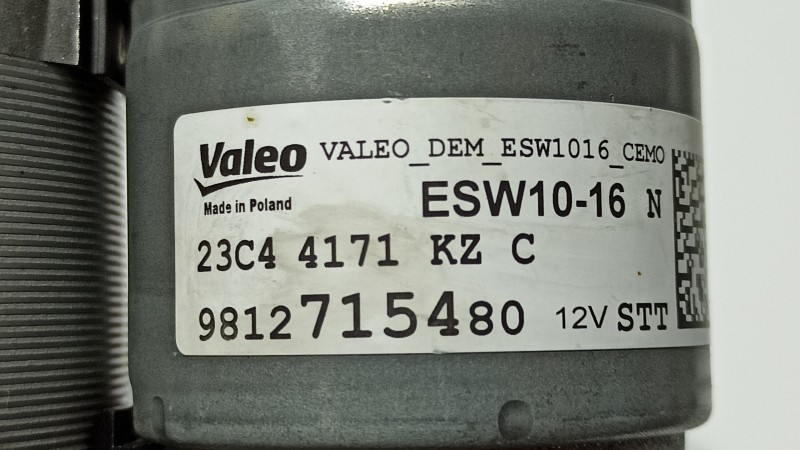 Valeo VALEO_DEM_ESW1016_CEMO
Made in Poland ESW10-16 N
23C4 4171 KZ C
9812715480 12V STT